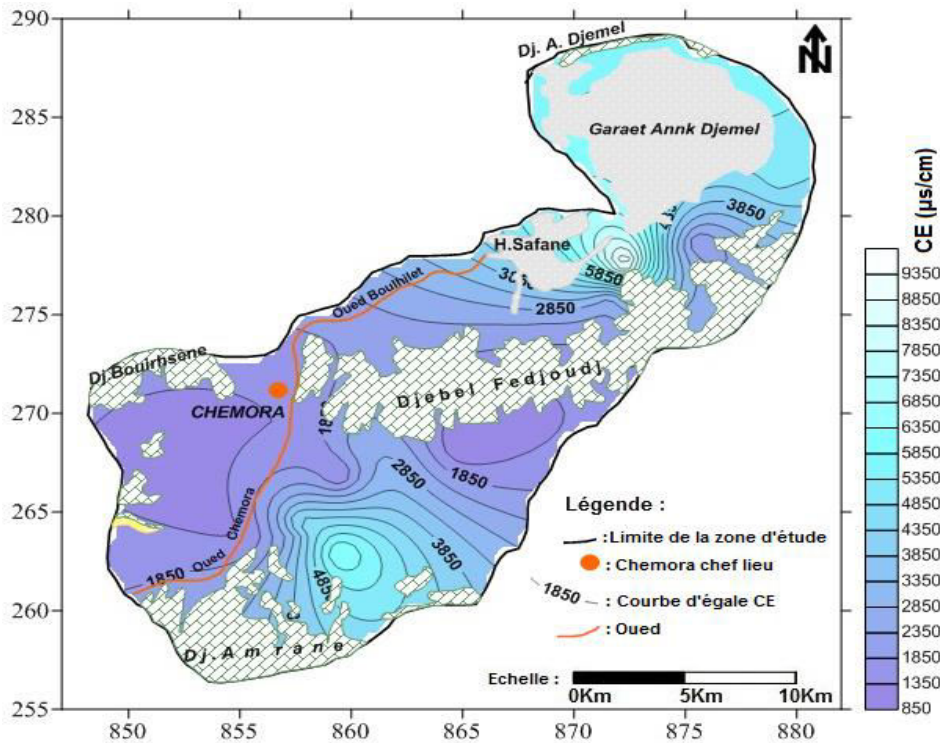 290
285
280
275
270
265
260
255
850
855
860
865
870
875
880
Dj. A. Djemel
N
Garaet Annk Djemel
3850
H.Safane
5850
2850
Oued Boulhilet
Dj.Bouirhsene
Djebel Fedjoudj
CHEMORA
1850
2850
1850
Oued Chemora
3850
1850
Dj.Amrane
Légende :
:Limite de la zone d'étude
: Chemora chef lieu
1850 : Courbe d'égale CE
: Oued
Echelle :
0Km 5Km 10Km
CE (µs/cm)
9350
8850
8350
7850
7350
6850
6350
5850
5350
4850
4350
3850
3350
2850
2350
1850
1350
850